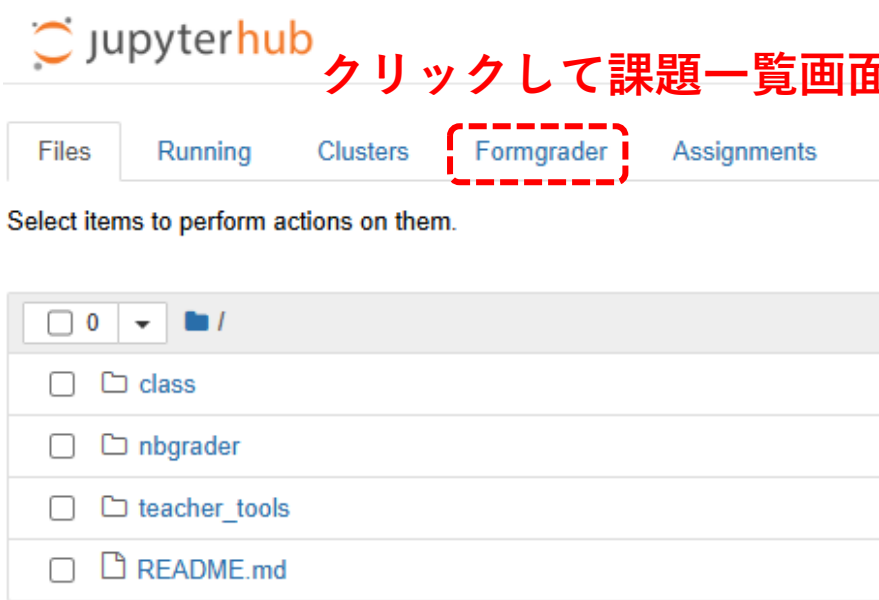 jupyterhub
クリックして課題一覧画面
Files Running Clusters Formgrader Assignments
Select items to perform actions on them.
0 /
class
nbgrader
teacher_tools
README.md